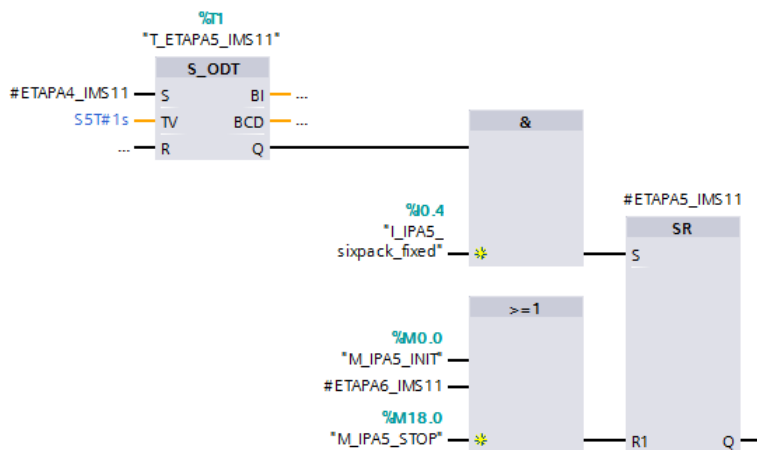 %T1
"T_ETAPA5_IMS11"
S_ODT
#ETAPA4_IMS11 S BI ...
S5T#1s TV BCD ...
... R Q
&
%I0.4
"I_IPA5_
sixpack_fixed"
#ETAPA5_IMS11
SR
S
>=1
%M0.0
"M_IPA5_INIT"
#ETAPA6_IMS11
%M18.0
"M_IPA5_STOP"
R1 Q